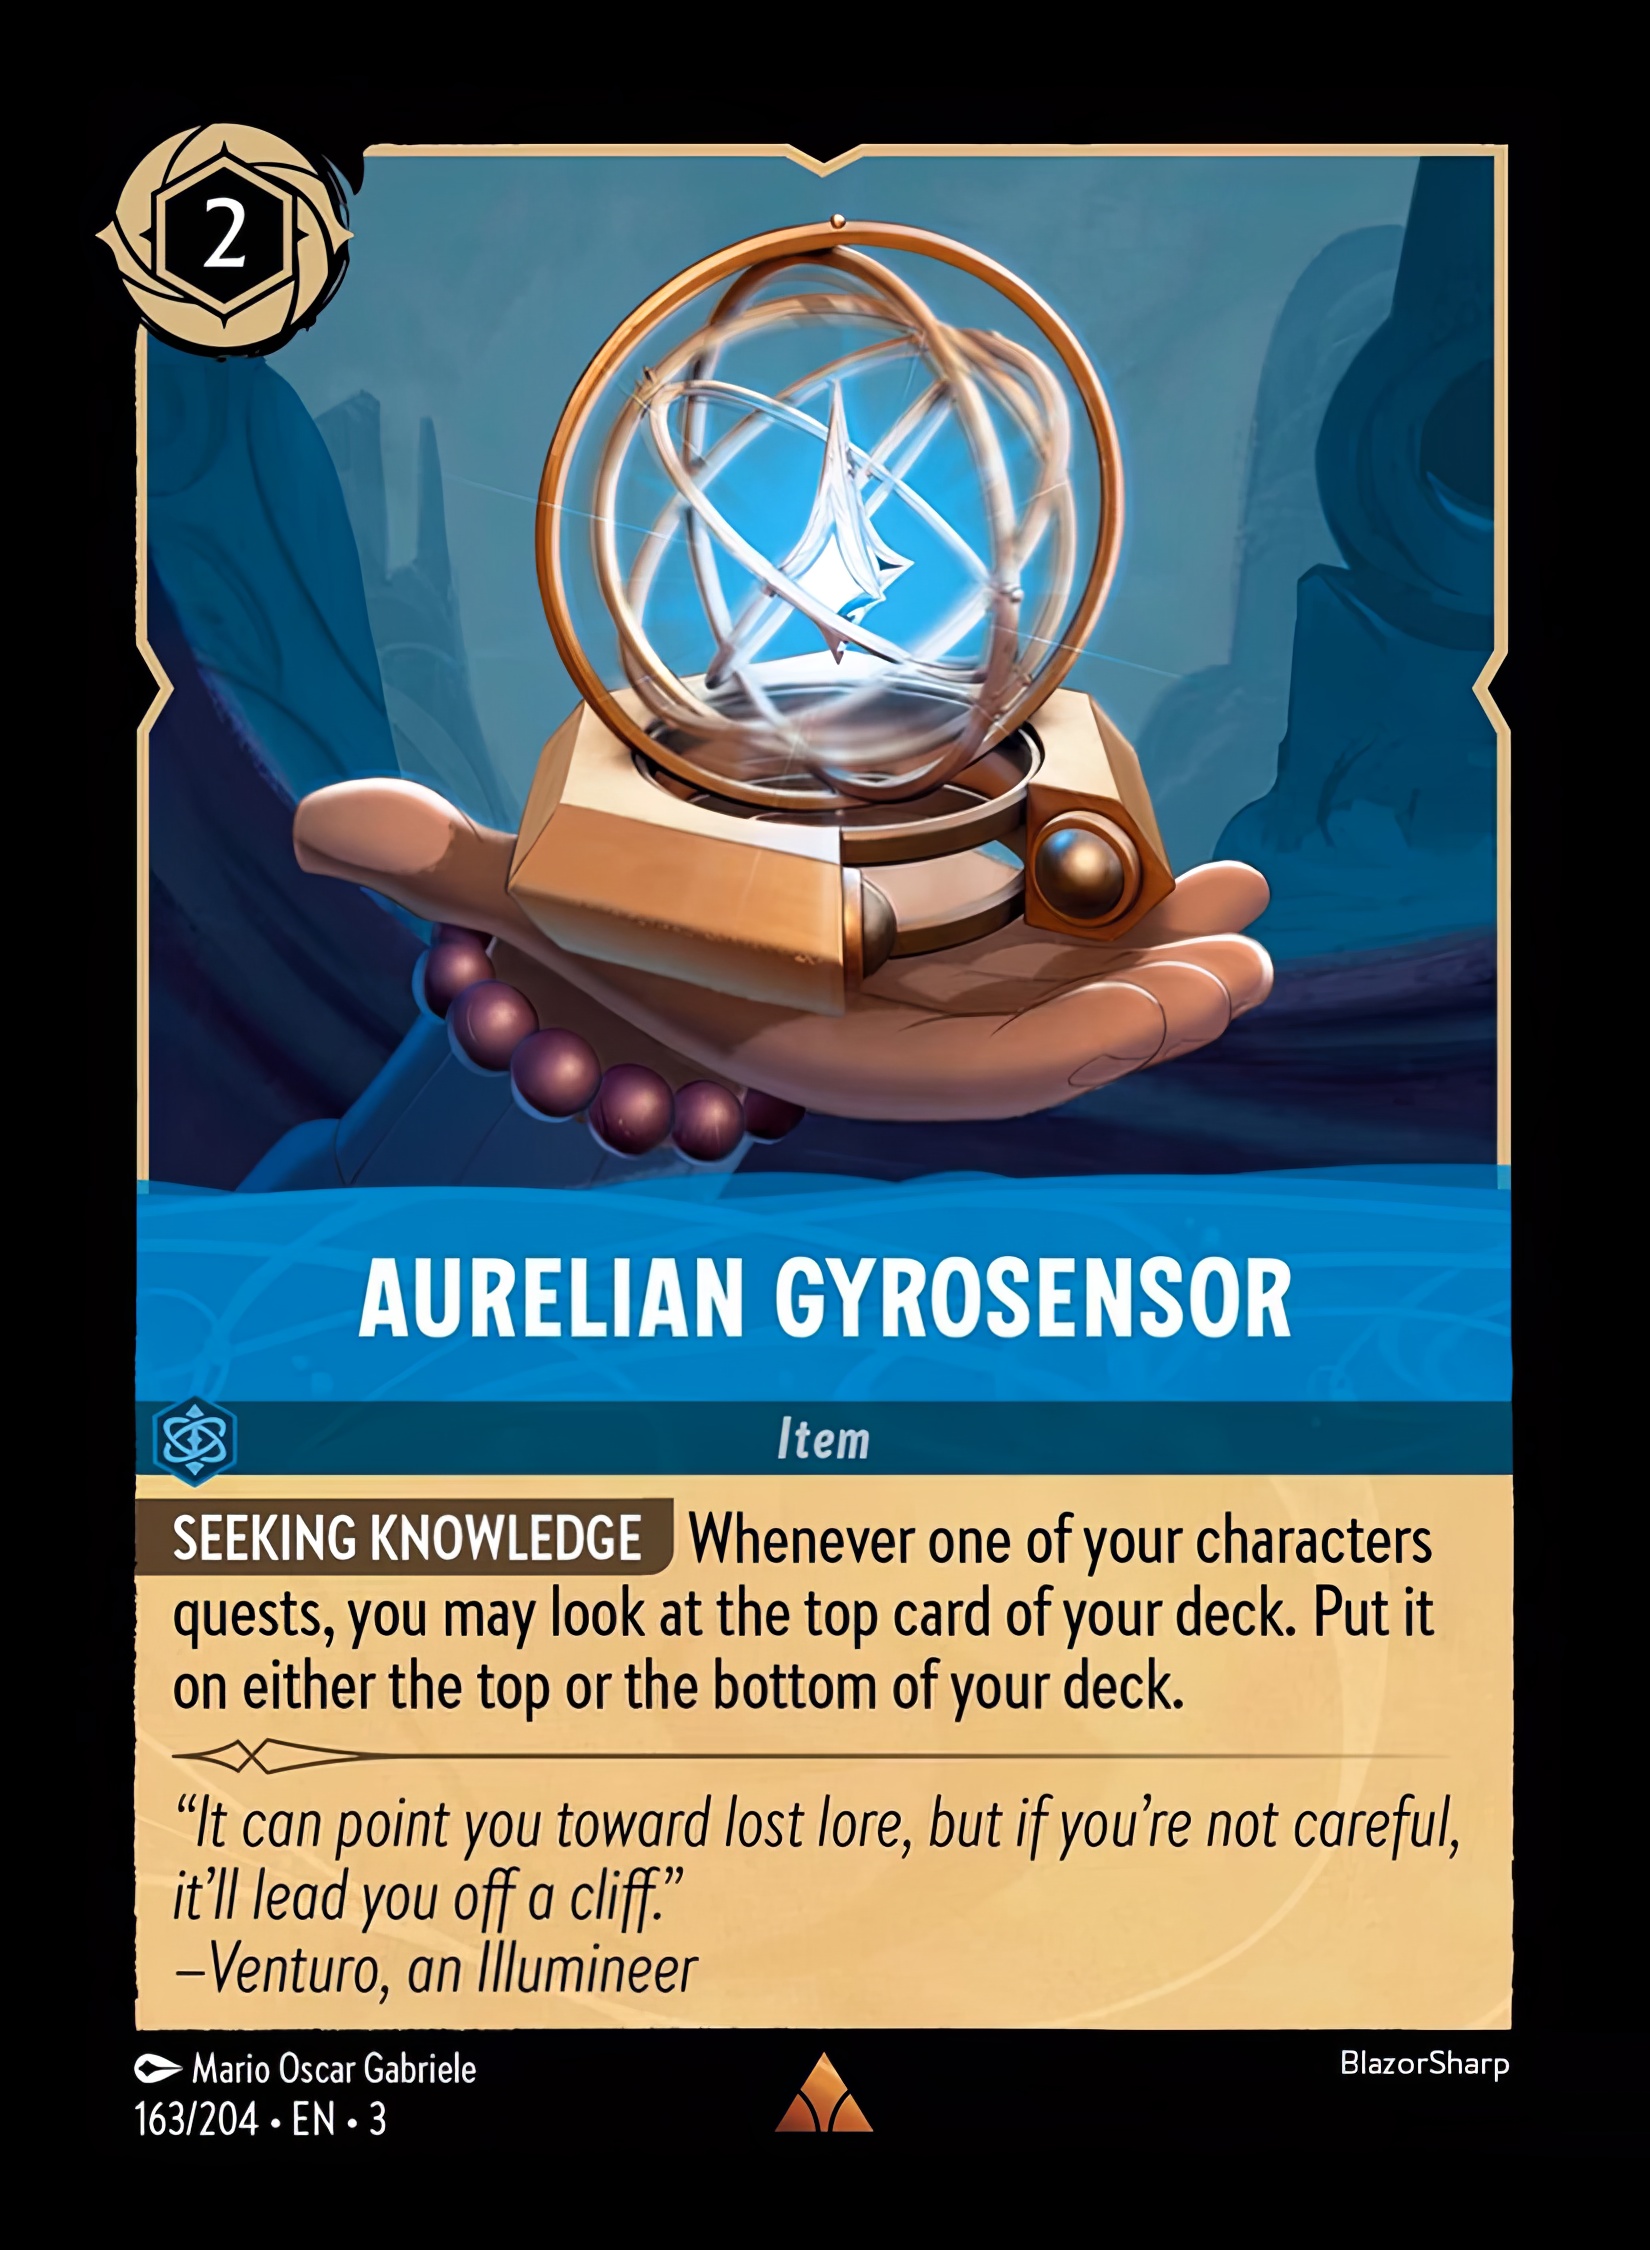 2
AURELIAN GYROSENSOR
Item
SEEKING KNOWLEDGE Whenever one of your characters
quests, you may look at the top card of your deck. Put it
on either the top or the bottom of your deck.
“It can point you toward lost lore, but if you’re not careful,
it’ll lead you off a cliff.”
–Venturo, an Illumineer
Mario Oscar Gabriele
BlazorSharp
163/204 • EN • 3